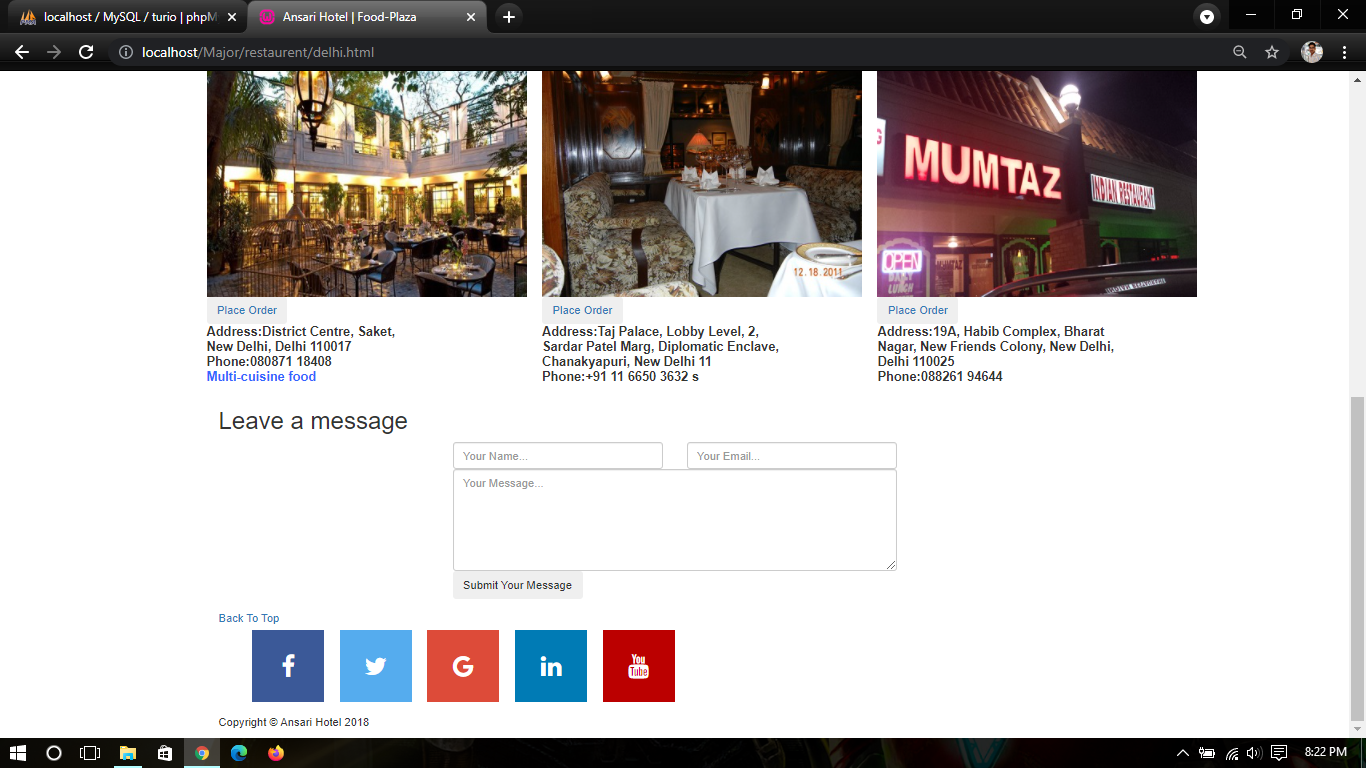 localhost / MySQL / turio | phpM
Ansari Hotel | Food-Plaza
localhost/Major/restaurent/delhi.html
12.18.2011
MUMTAZ
INDIAN RESTAURANT
OPEN
MUMTAZ
LUNCH
Place Order
Address:District Centre, Saket,
New Delhi, Delhi 110017
Phone:080871 18408
Multi-cuisine food
Place Order
Address:Taj Palace, Lobby Level, 2,
Sardar Patel Marg, Diplomatic Enclave,
Chanakyapuri, New Delhi 11
Phone:+91 11 6650 3632 s
Place Order
Address:19A, Habib Complex, Bharat
Nagar, New Friends Colony, New Delhi,
Delhi 110025
Phone:088261 94644
Leave a message
Your Name...
Your Email...
Your Message...
Submit Your Message
Back To Top
f
G
in
You
Tube
Copyright © Ansari Hotel 2018
8:22 PM